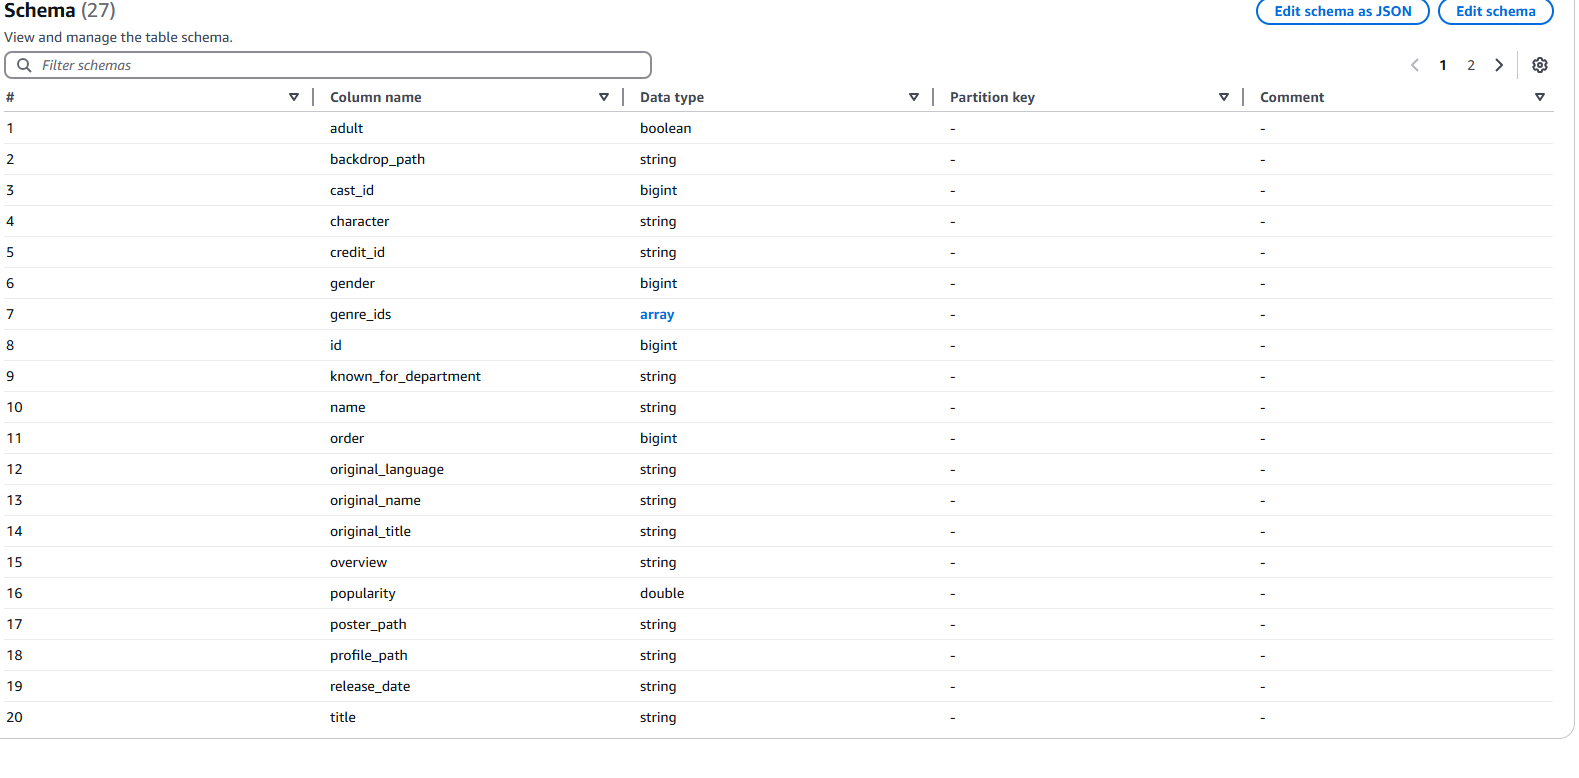 Schema (27)
Edit schema as JSON Edit schema
View and manage the table schema.
Filter schemas
1 2
# Column name Data type Partition key Comment
1 adult boolean - -
2 backdrop_path string - -
3 cast_id bigint - -
4 character string - -
5 credit_id string - -
6 gender bigint - -
7 genre_ids array - -
8 id bigint - -
9 known_for_department string - -
10 name string - -
11 order bigint - -
12 original_language string - -
13 original_name string - -
14 original_title string - -
15 overview string - -
16 popularity double - -
17 poster_path string - -
18 profile_path string - -
19 release_date string - -
20 title string - -